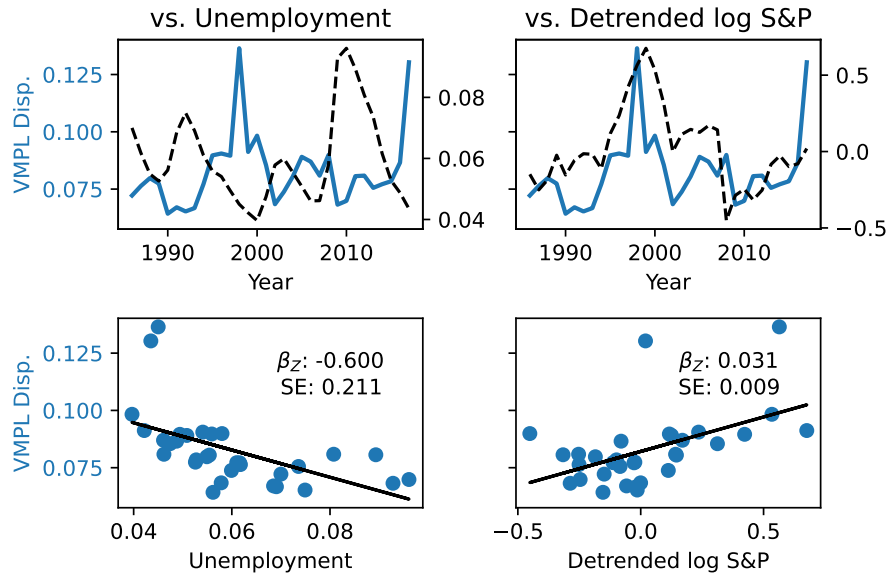 vs. Unemployment
vs. Detrended log S&P
VMPL Disp.
0.125
0.100
0.075
0.08
0.06
0.04
1990
2000
2010
Year
0.5
0.0
−0.5
1990
2000
2010
Year
VMPL Disp.
0.125
0.100
0.075
βZ: -0.600
SE: 0.211
0.04
0.06
0.08
Unemployment
βZ: 0.031
SE: 0.009
−0.5
0.0
0.5
Detrended log S&P